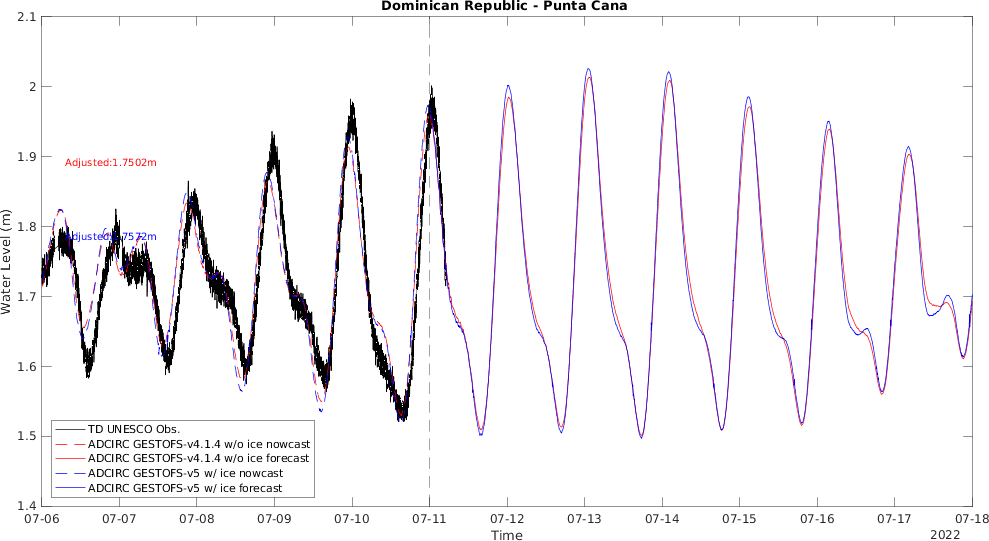 Dominican Republic - Punta Cana
2.1
2
1.9
1.8
1.7
1.6
1.5
1.4
Water Level (m)
Adjusted:1.7502m
Adjusted:1.7572m
TD UNESCO Obs.
ADCIRC GESTOFS-v4.1.4 w/o ice nowcast
ADCIRC GESTOFS-v4.1.4 w/o ice forecast
ADCIRC GESTOFS-v5 w/ ice nowcast
ADCIRC GESTOFS-v5 w/ ice forecast
07-06 07-07 07-08 07-09 07-10 07-11 07-12 07-13 07-14 07-15 07-16 07-17 07-18
Time
2022